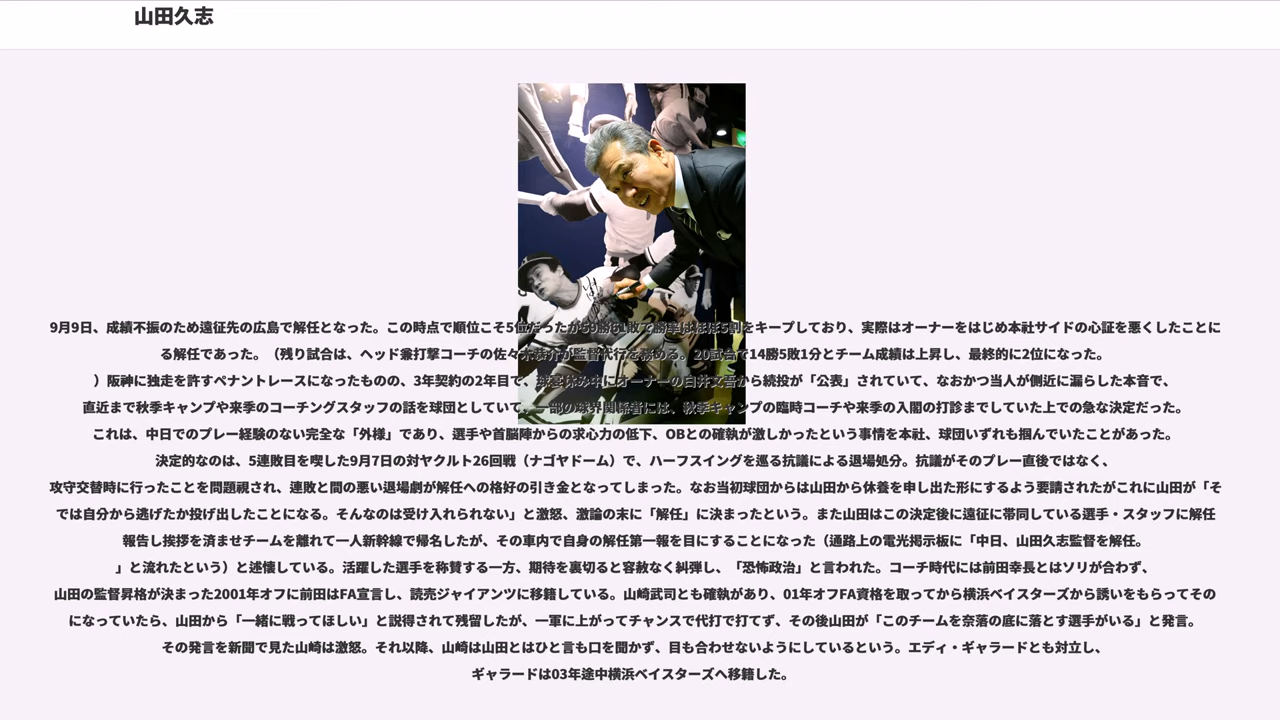 山田久志
9月9日、成績不振のため遠征先の広島で解任となった。この時点で順位こそ5位だったが59勝61敗で勝率はほぼ5割をキープしており、実際はオーナーをはじめ本社サイドの心証を悪くしたことに
る解任であった。（残り試合は、ヘッド兼打撃コーチの佐々木恭介が監督代行を務める。20試合で14勝5敗1分とチーム成績は上昇し、最終的に2位になった。
）阪神に独走を許すペナントレースになったものの、3年契約の2年目で、球宴休み中にオーナーの白井文吾から続投が「公表」されていて、なおかつ当人が側近に漏らした本音で、
直近まで秋季キャンプや来季のコーチングスタッフの話を球団としていて、一部の球界関係者には、秋季キャンプの臨時コーチや来季の入閣の打診までしていた上での急な決定だった。
これは、中日でのプレー経験のない完全な「外様」であり、選手や首脳陣からの求心力の低下、OBとの確執が激しかったという事情を本社、球団いずれも掴んでいたことがあった。
決定的なのは、5連敗目を喫した9月7日の対ヤクルト26回戦（ナゴヤドーム）で、ハーフスイングを巡る抗議による退場処分。抗議がそのプレー直後ではなく、
攻守交替時に行ったことを問題視され、連敗と間の悪い退場劇が解任への格好の引き金となってしまった。なお当初球団からは山田から休養を申し出た形にするよう要請されたがこれに山田が「そ
では自分から逃げたか投げ出したことになる。そんなのは受け入れられない」と激怒、激論の末に「解任」に決まったという。また山田はこの決定後に遠征に帯同している選手・スタッフに解任
報告し挨拶を済ませチームを離れて一人新幹線で帰名したが、その車内で自身の解任第一報を目にすることになった（通路上の電光掲示板に「中日、山田久志監督を解任。
」と流れたという）と述懐している。活躍した選手を称賛する一方、期待を裏切ると容赦なく糾弾し、「恐怖政治」と言われた。コーチ時代には前田幸長とはソリが合わず、
山田の監督昇格が決まった2001年オフに前田はFA宣言し、読売ジャイアンツに移籍している。山﨑武司とも確執があり、01年オフFA資格を取ってから横浜ベイスターズから誘いをもらってその
になっていたら、山田から「一緒に戦ってほしい」と説得されて残留したが、一軍に上がってチャンスで代打で打てず、その後山田が「このチームを奈落の底に落とす選手がいる」と発言。
その発言を新聞で見た山﨑は激怒。それ以降、山﨑は山田とはひと言も口を聞かず、目も合わせないようにしているという。エディ・ギャラードとも対立し、
ギャラードは03年途中横浜ベイスターズへ移籍した。